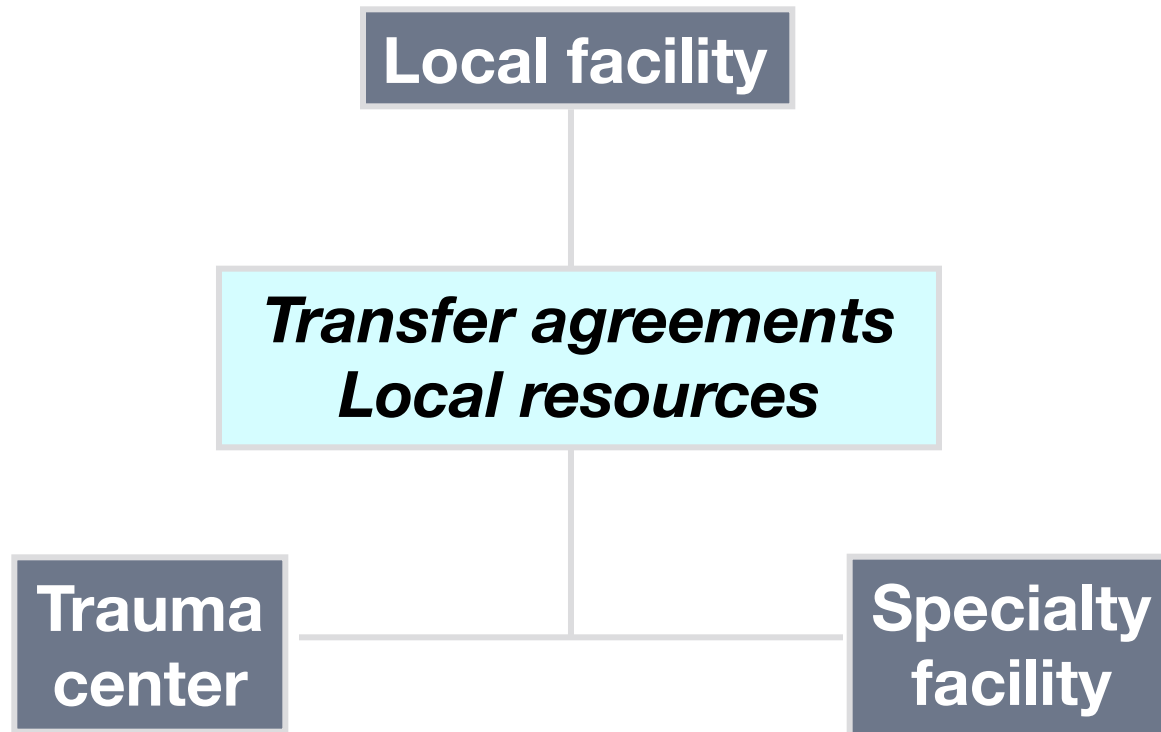 Local facility
Transfer agreements
Local resources
Trauma
center
Specialty
facility